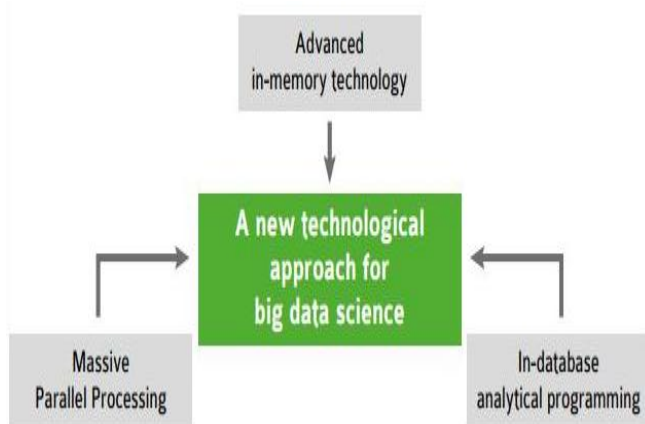 Advanced
in-memory technology
A new technological
approach for
big data science
Massive
Parallel Processing
In-database
analytical programming